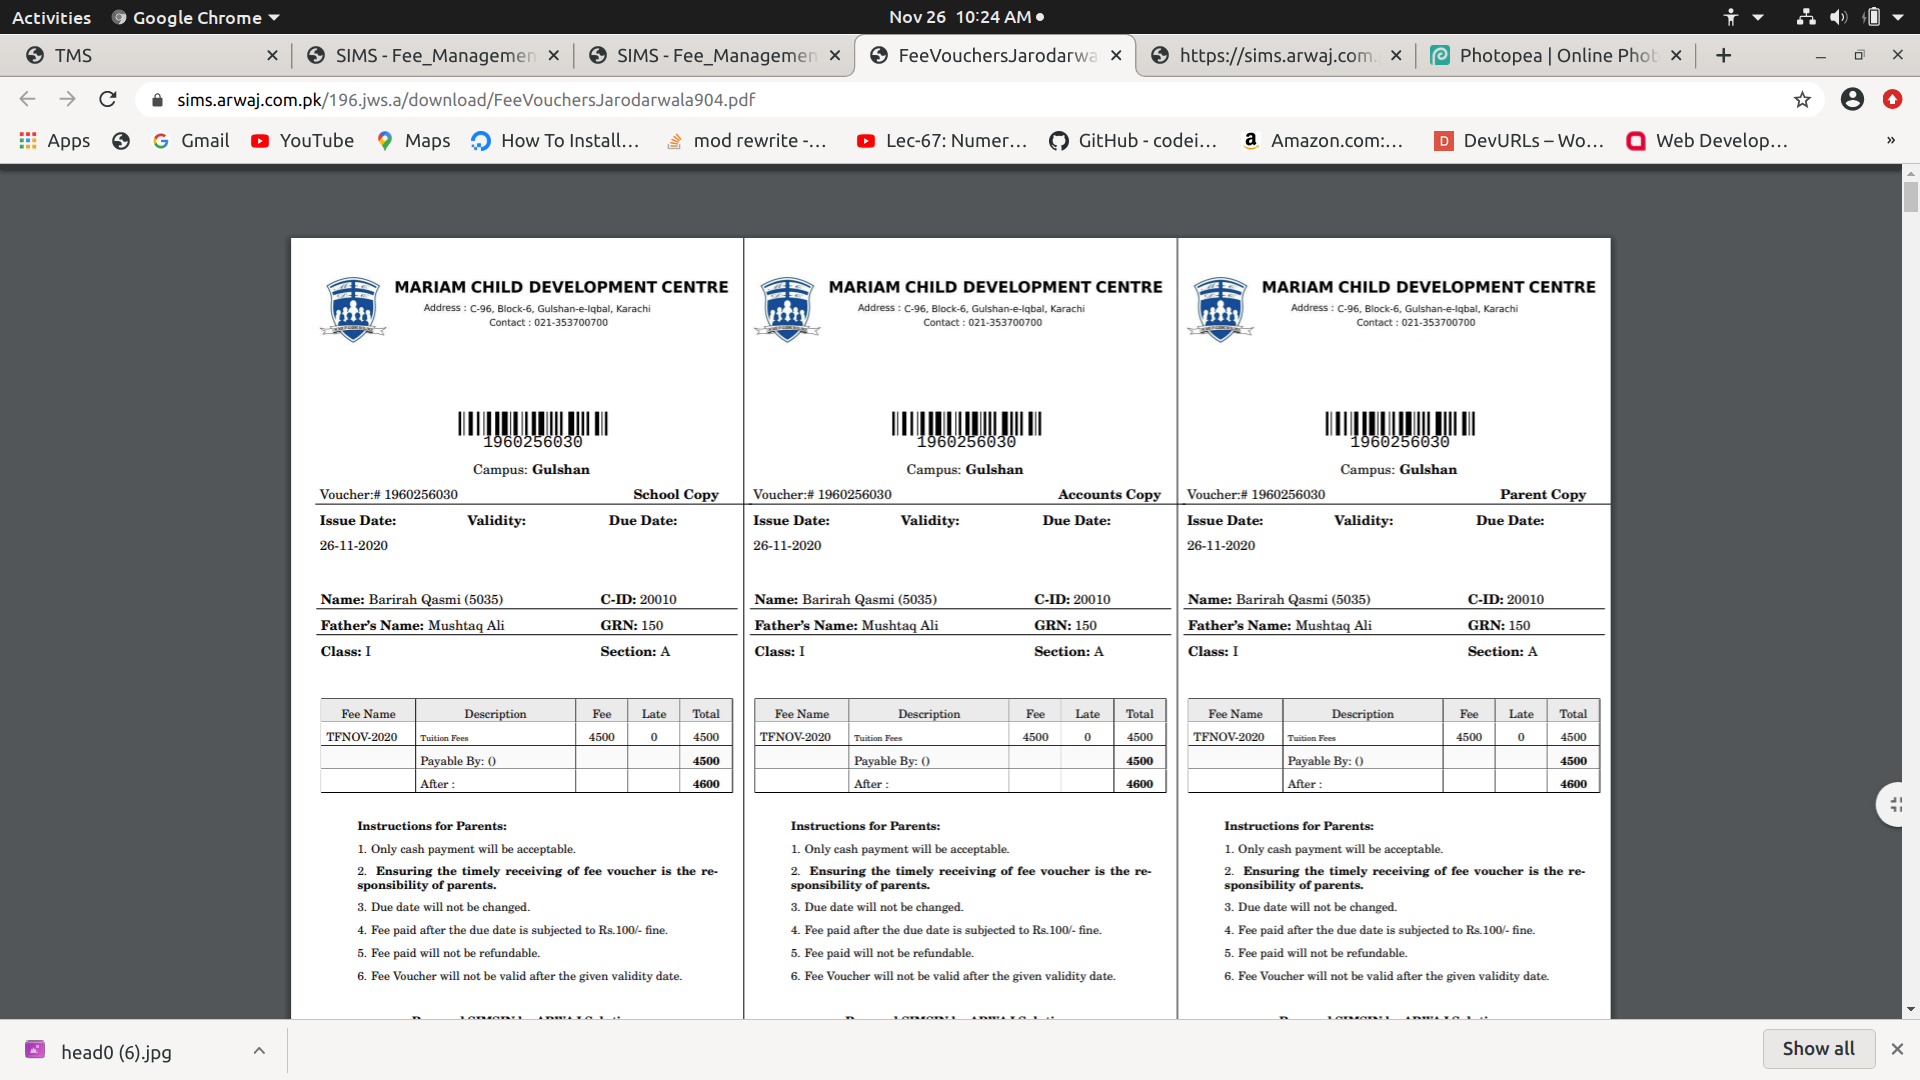 Activities
Google Chrome
Nov 26 10:24 AM
TMS
SIMS - Fee_Managemen
SIMS - Fee_Managemen
FeeVouchersJarodarwa
https://sims.arwaj.com.
Photopea | Online Phot
sims.arwaj.com.pk/196.jws.a/download/FeeVouchersJarodarwala904.pdf
Apps
Gmail
YouTube
Maps
How To Install...
mod rewrite -...
Lec-67: Numer...
GitHub - codei...
Amazon.com:...
DevURLs – Wo...
Web Develop...
»
MARIAM CHILD DEVELOPMENT CENTRE
Address : C-96, Block-6, Gulshan-e-Iqbal, Karachi
Contact : 021-353700700
1960256030
Campus: Gulshan
Voucher:# 1960256030 School Copy
Issue Date: Validity: Due Date:
26-11-2020
Name: Barirah Qasmi (5035) C-ID: 20010
Father's Name: Mushtaq Ali GRN: 150
Class: I Section: A
Fee Name Description Fee Late Total
TFNOV-2020 Tuition Fees 4500 0 4500
Payable By: () 4500
After : 4600
Instructions for Parents:
1. Only cash payment will be acceptable.
2. Ensuring the timely receiving of fee voucher is the re-
sponsibility of parents.
3. Due date will not be changed.
4. Fee paid after the due date is subjected to Rs.100/- fine.
5. Fee paid will not be refundable.
6. Fee Voucher will not be valid after the given validity date.
MARIAM CHILD DEVELOPMENT CENTRE
Address : C-96, Block-6, Gulshan-e-Iqbal, Karachi
Contact : 021-353700700
1960256030
Campus: Gulshan
Voucher:# 1960256030 Accounts Copy
Issue Date: Validity: Due Date:
26-11-2020
Name: Barirah Qasmi (5035) C-ID: 20010
Father's Name: Mushtaq Ali GRN: 150
Class: I Section: A
Fee Name Description Fee Late Total
TFNOV-2020 Tuition Fees 4500 0 4500
Payable By: () 4500
After : 4600
Instructions for Parents:
1. Only cash payment will be acceptable.
2. Ensuring the timely receiving of fee voucher is the re-
sponsibility of parents.
3. Due date will not be changed.
4. Fee paid after the due date is subjected to Rs.100/- fine.
5. Fee paid will not be refundable.
6. Fee Voucher will not be valid after the given validity date.
MARIAM CHILD DEVELOPMENT CENTRE
Address : C-96, Block-6, Gulshan-e-Iqbal, Karachi
Contact : 021-353700700
1960256030
Campus: Gulshan
Voucher:# 1960256030 Parent Copy
Issue Date: Validity: Due Date:
26-11-2020
Name: Barirah Qasmi (5035) C-ID: 20010
Father's Name: Mushtaq Ali GRN: 150
Class: I Section: A
Fee Name Description Fee Late Total
TFNOV-2020 Tuition Fees 4500 0 4500
Payable By: () 4500
After : 4600
Instructions for Parents:
1. Only cash payment will be acceptable.
2. Ensuring the timely receiving of fee voucher is the re-
sponsibility of parents.
3. Due date will not be changed.
4. Fee paid after the due date is subjected to Rs.100/- fine.
5. Fee paid will not be refundable.
6. Fee Voucher will not be valid after the given validity date.
head0 (6).jpg
Show all